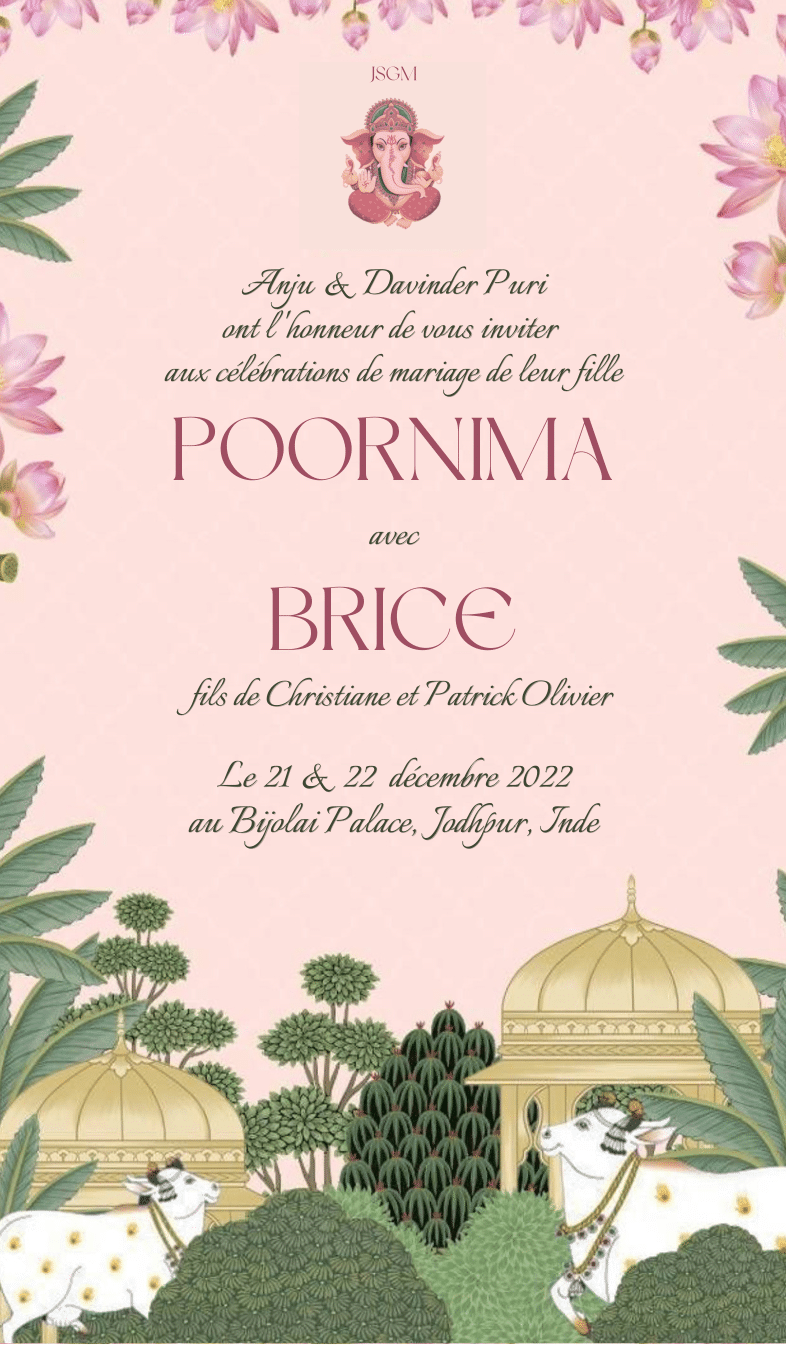 JSGM
Anju & Davinder Puri
ont l'honneur de vous inviter
aux célébrations de mariage de leur fille
POORNIMA
avec
BRICE
fils de Christiane et Patrick Olivier
Le 21 & 22 décembre 2022
au Bijolai Palace, Jodhpur, Inde